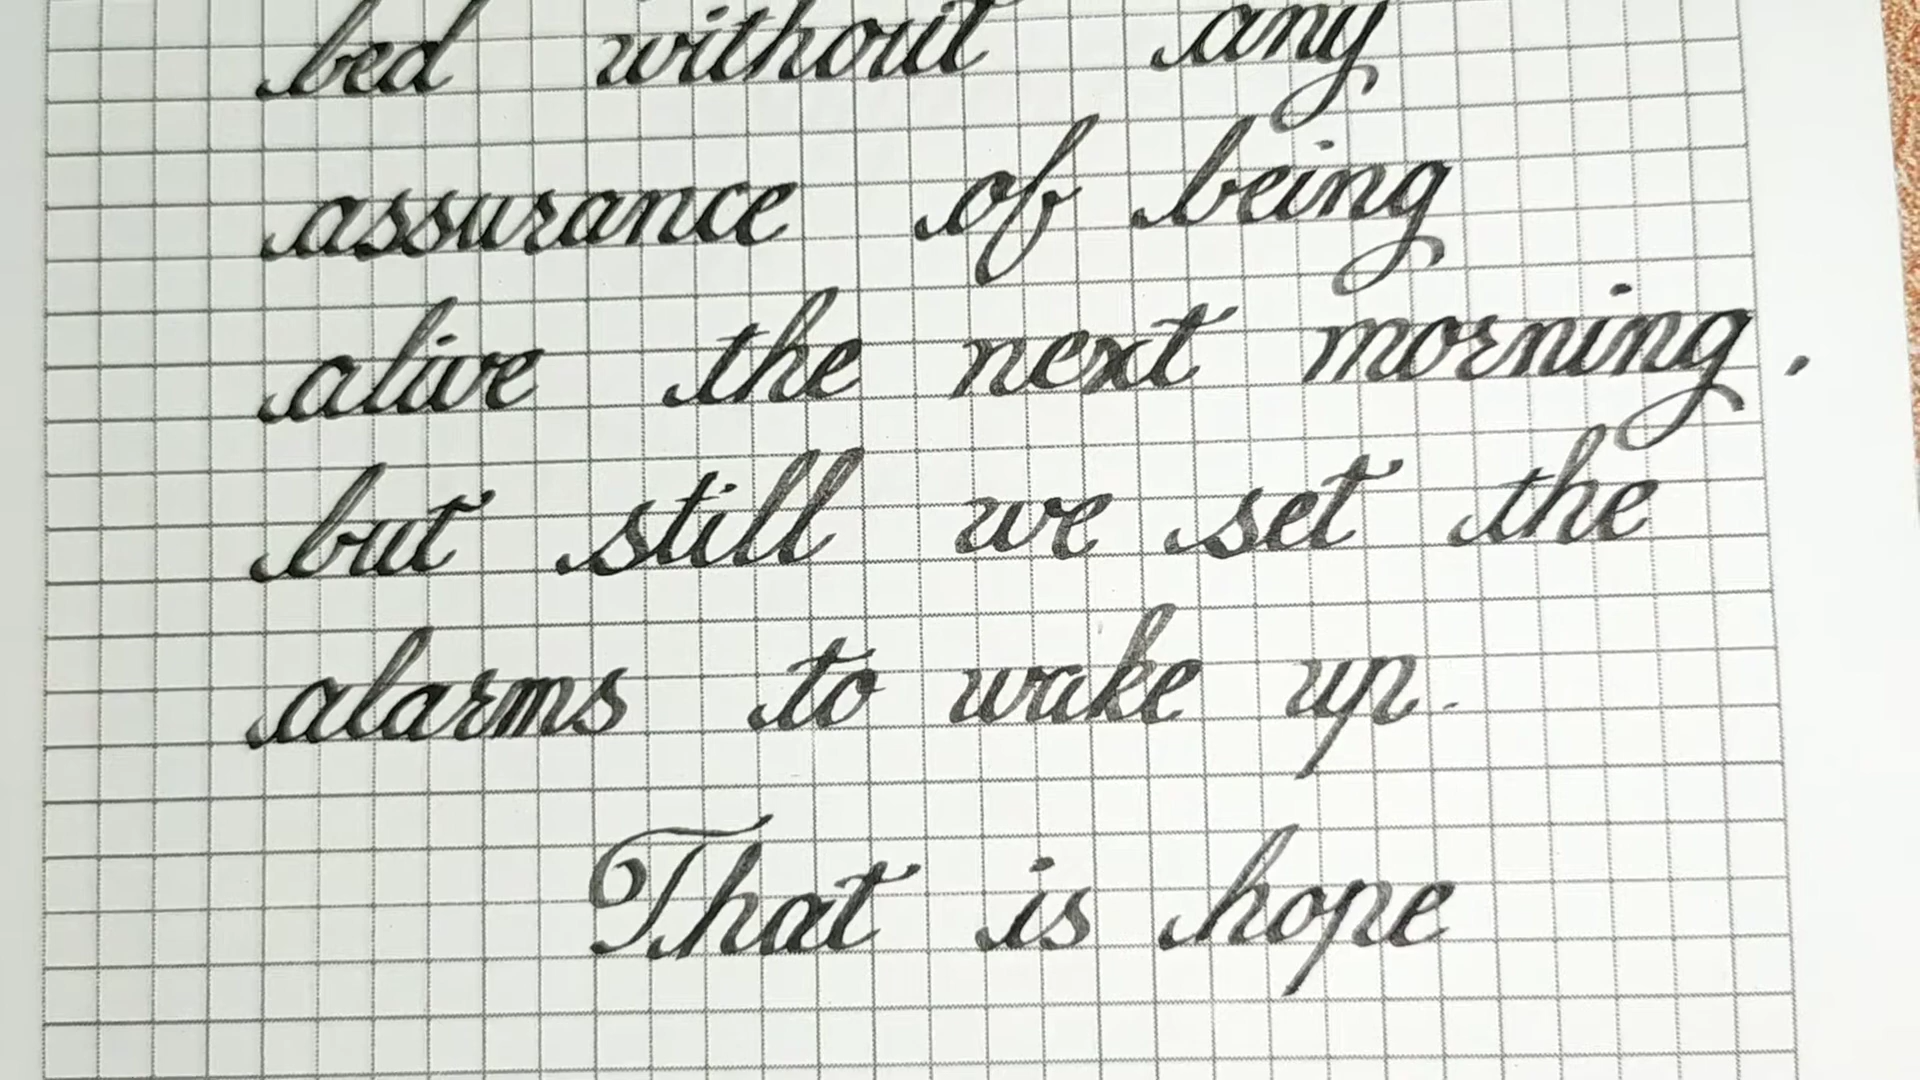 bed without any
assurance of being
alive the next morning.
but still we set the
alarms to wake up.
That is hope